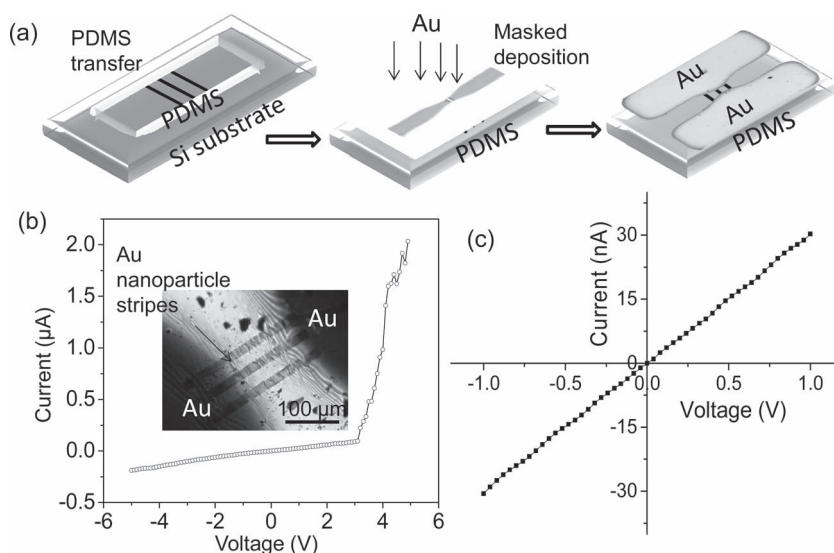 (a)
PDMS
transfer
PDMS
Si substrate
Au
Masked
deposition
PDMS
Au
Au
PDMS
(b)
2.0
1.5
1.0
0.5
0.0
-0.5
Current (µA)
Au
nanoparticle
stripes
Au
Au
100 µm
-6 -4 -2 0 2 4 6
Voltage (V)
(c)
30
15
0
-15
-30
Current (nA)
-1.0 -0.5 0.0 0.5 1.0
Voltage (V)